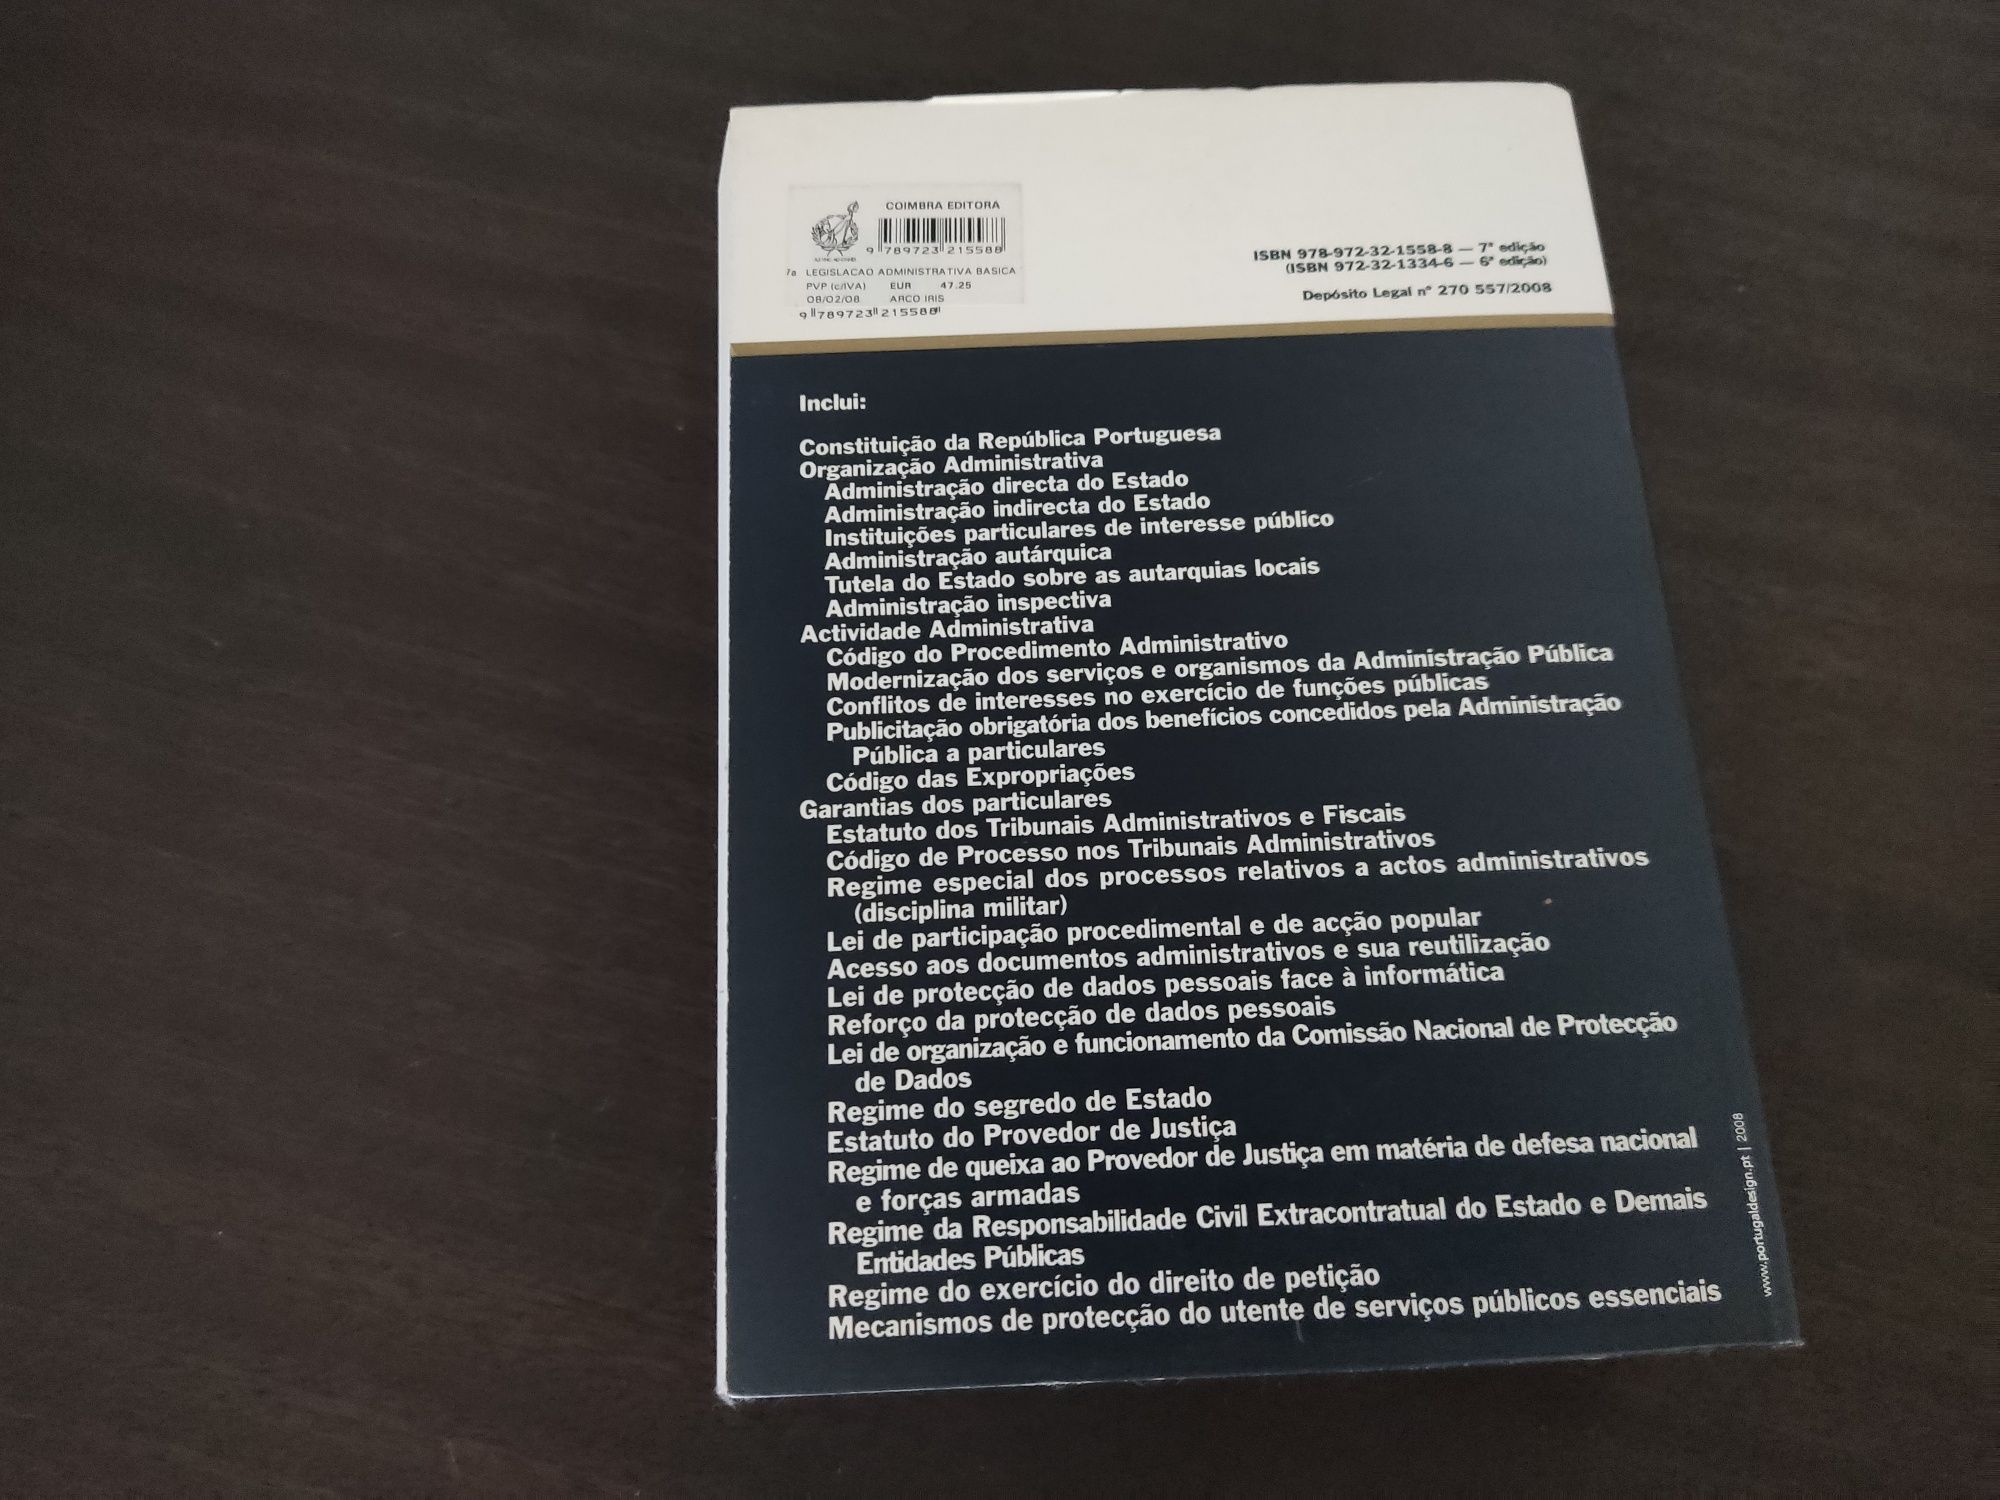 COIMBRA EDITORA
9 789723 215588
7a LEGISLACAO ADMINISTRATIVA BASICA
PVP (c/IVA) EUR 47.25
08/02/08 ARCO IRIS
9 789723 215588
ISBN 978-972-32-1558-8 — 7ª edição
(ISBN 972-32-1334-6 — 6ª edição)
Depósito Legal nº 270 557/2008
Inclui:
Constituição da República Portuguesa
Organização Administrativa
Administração directa do Estado
Administração indirecta do Estado
Instituições particulares de interesse público
Administração autárquica
Tutela do Estado sobre as autarquias locais
Administração inspectiva
Actividade Administrativa
Código do Procedimento Administrativo
Modernização dos serviços e organismos da Administração Pública
Conflitos de interesses no exercício de funções públicas
Publicitação obrigatória dos benefícios concedidos pela Administração
Pública a particulares
Código das Expropriações
Garantias dos particulares
Estatuto dos Tribunais Administrativos e Fiscais
Código de Processo nos Tribunais Administrativos
Regime especial dos processos relativos a actos administrativos
(disciplina militar)
Lei de participação procedimental e de acção popular
Acesso aos documentos administrativos e sua reutilização
Lei de protecção de dados pessoais face à informática
Reforço da protecção de dados pessoais
Lei de organização e funcionamento da Comissão Nacional de Protecção
de Dados
Regime do segredo de Estado
Estatuto do Provedor de Justiça
Regime de queixa ao Provedor de Justiça em matéria de defesa nacional
e forças armadas
Regime da Responsabilidade Civil Extracontratual do Estado e Demais
Entidades Públicas
Regime do exercício do direito de petição
Mecanismos de protecção do utente de serviços públicos essenciais
www.portugaldesign.pt | 2008